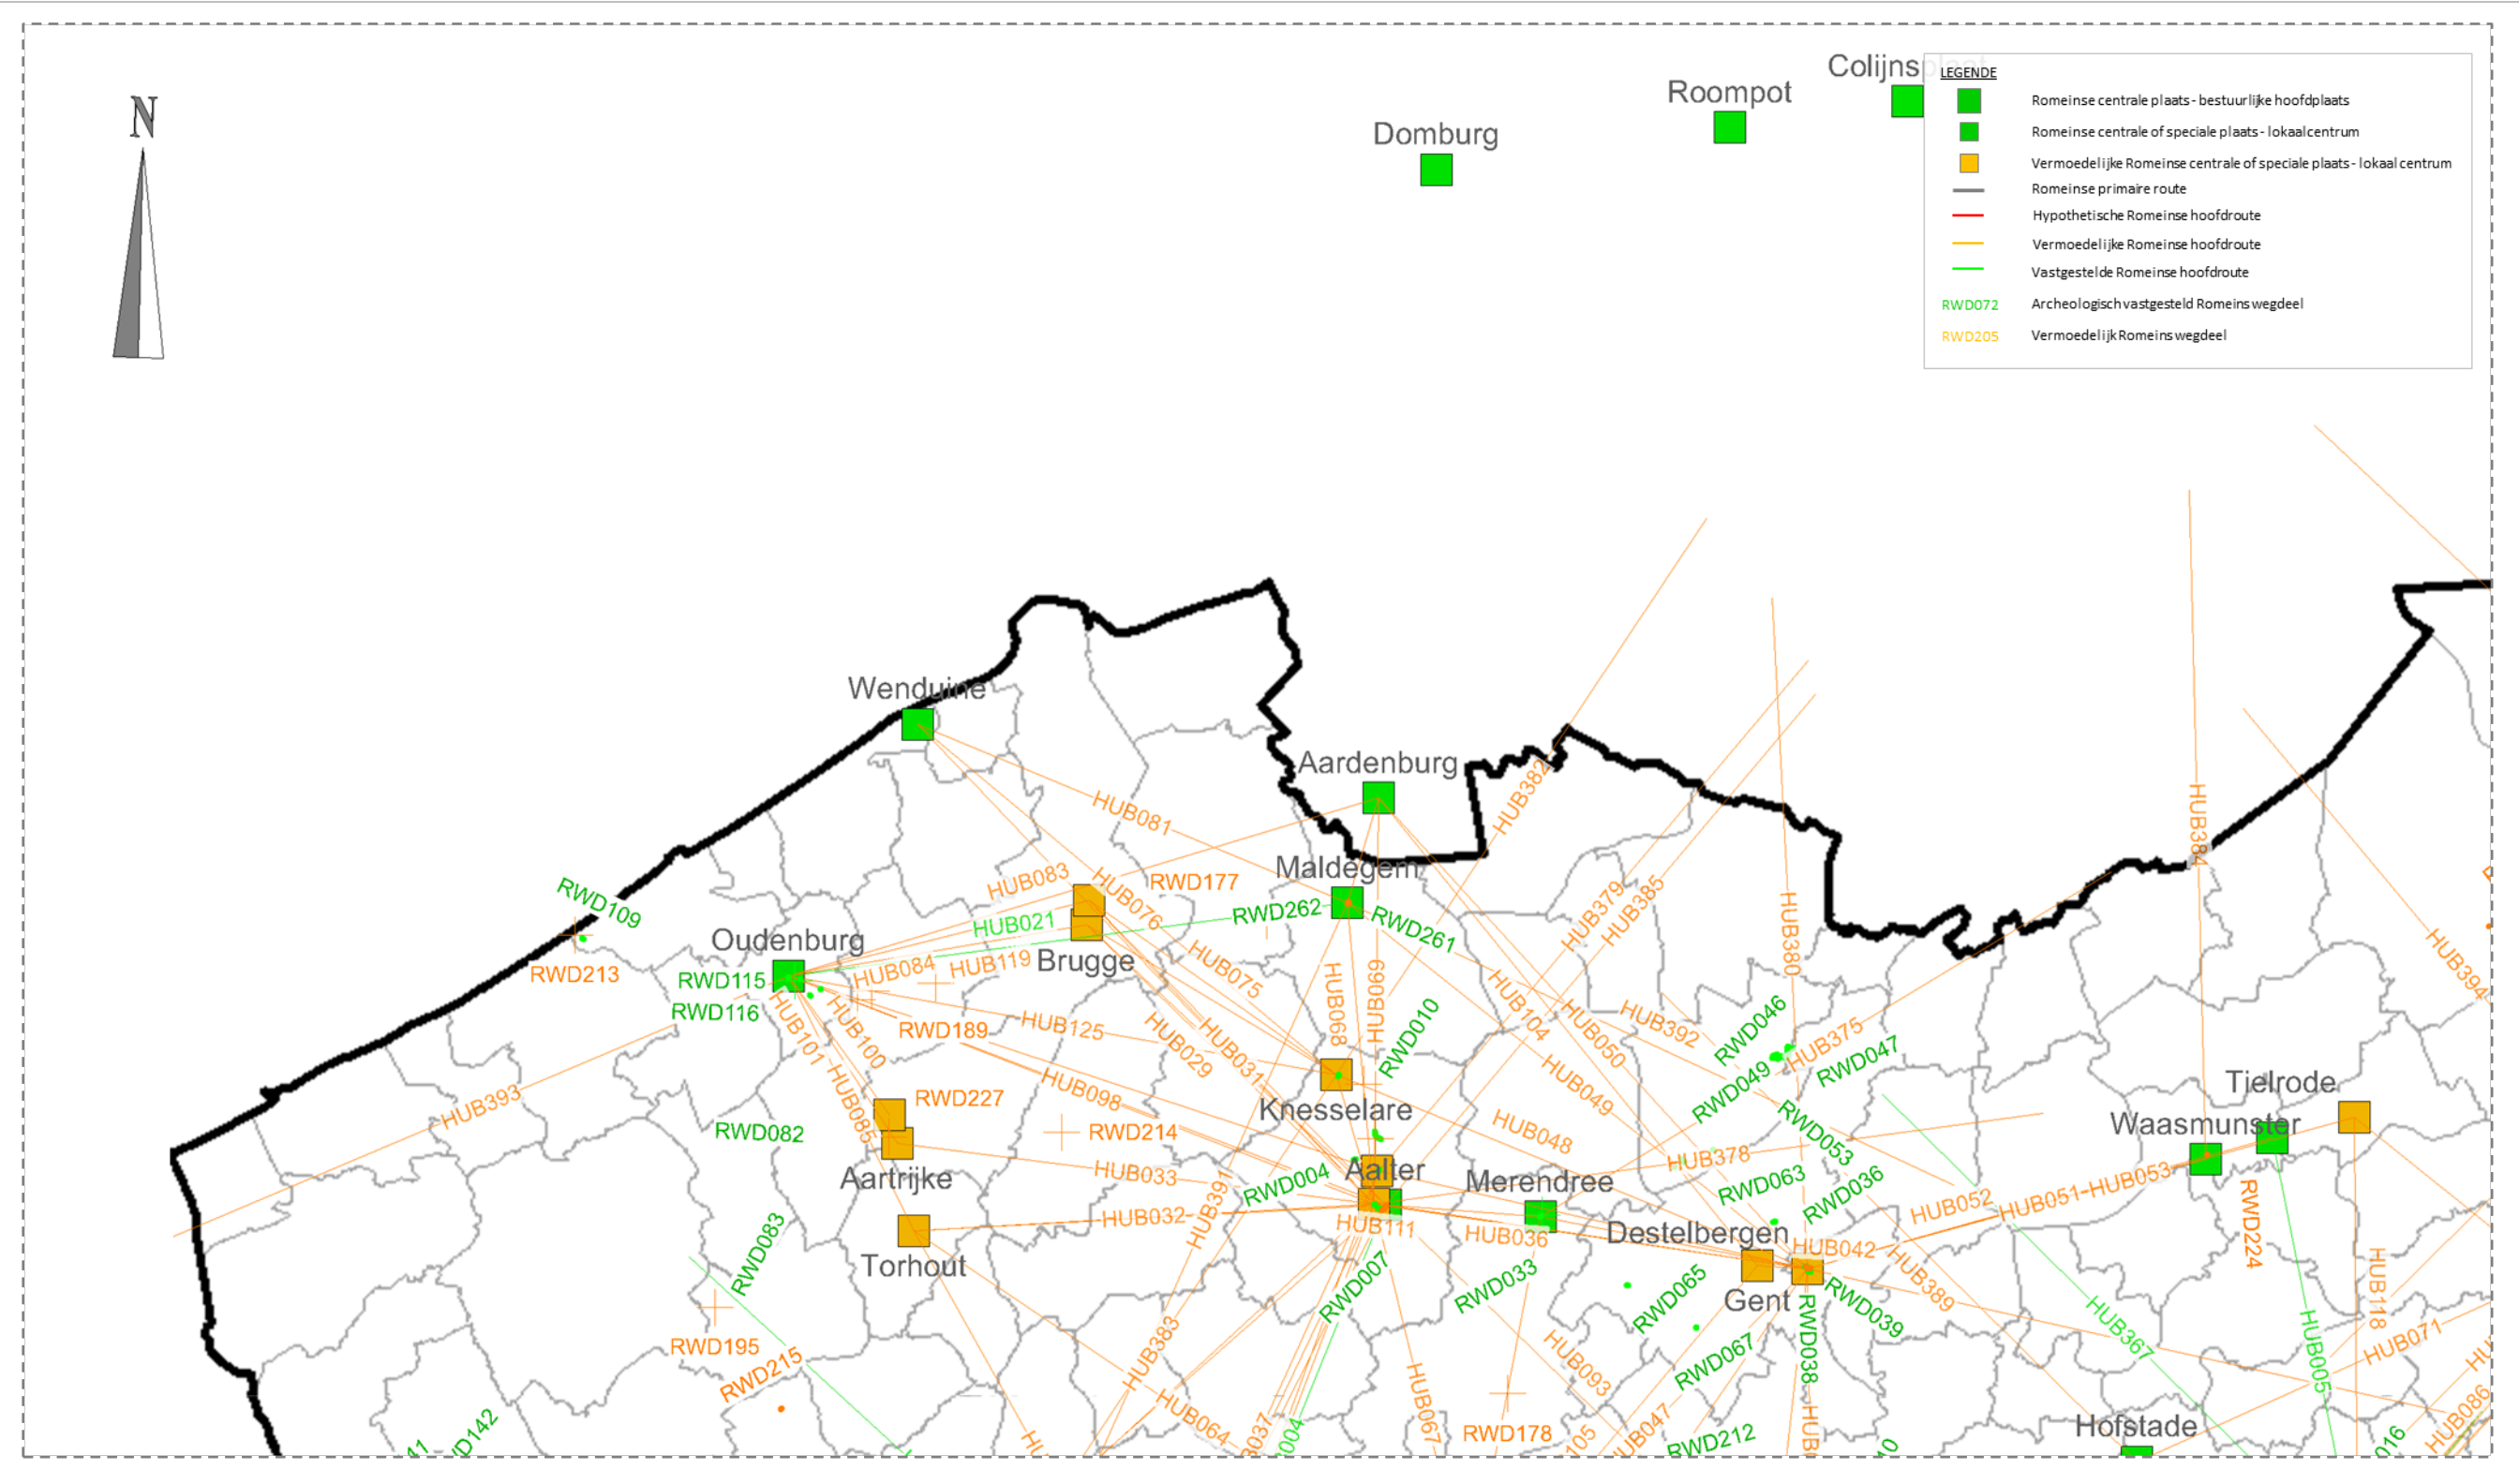 N
Colijns
Roompot
Domburg
LEGENDE
Romeinse centrale plaats - bestuurlijke hoofdplaats
Romeinse centrale of speciale plaats - lokaal centrum
Vermoedelijke Romeinse centrale of speciale plaats - lokaal centrum
Romeinse primaire route
Hypothetische Romeinse hoofdroute
Vermoedelijke Romeinse hoofdroute
Vastgestelde Romeinse hoofdroute
RWD072 Archeologisch vastgesteld Romeins wegdeel
RWD205 Vermoedelijk Romeins wegdeel
Wenduine
Aardenburg
HUB382
HUB081
HUB384
Maldegem
HUB083
HUB076
RWD177
RWD109
HUB021
RWD262
RWD261
HUB379
HUB385
HUB380
Oudenburg
Brugge
HUB084
HUB119
HUB075
RWD213
RWD115
RWD116
HUB394
HUB101
HUB100
RWD189
HUB125
HUB029
HUB031
HUB068
HUB069
RWD010
HUB104
HUB050
HUB392
RWD046
HUB375
RWD047
RWD049
HUB393
HUB085
RWD227
HUB098
Knesselare
HUB049
Tielrode
Waasmunster
RWD082
RWD214
HUB048
RWD053
HUB033
Aartrijke
RWD004
Aalter
Merendree
HUB378
RWD063
RWD036
HUB053
HUB051
HUB052
RWD224
HUB032
HUB391
HUB111
HUB036
Destelbergen
HUB042
RWD083
Torhout
RWD007
RWD033
RWD065
Gent
RWD039
HUB389
HUB118
RWD195
RWD215
HUB383
HUB093
RWD067
RWD038
HUB367
HUB005
HUB071
HUB086
HUB064
HUB067
RWD178
HUB047
RWD212
Hofstade